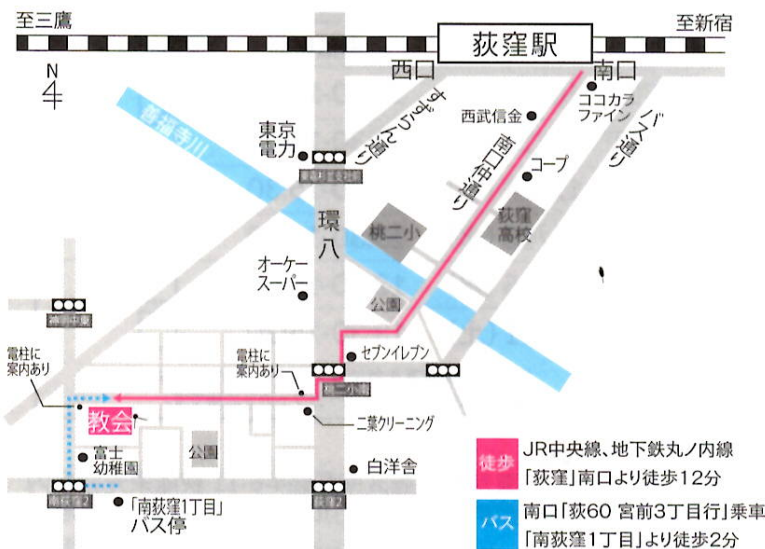 至三鷹
至新宿
荻窪駅
N
西口
南口
ココカラ
ファイン
西武信金
すずらん通り
バス通り
善福寺川
東京
電力
南口仲通り
コープ
環八
桃二小
荻窪
高校
オーケー
スーパー
公園
電柱に
案内あり
電柱に
案内あり
セブンイレブン
教会
二葉クリーニング
富士
幼稚園
公園
白洋舎
「南荻窪1丁目」
バス停
徒歩
JR中央線、地下鉄丸ノ内線
「荻窪」南口より徒歩12分
バス
南口「荻60 宮前3丁目行」乗車
「南荻窪1丁目」より徒歩2分